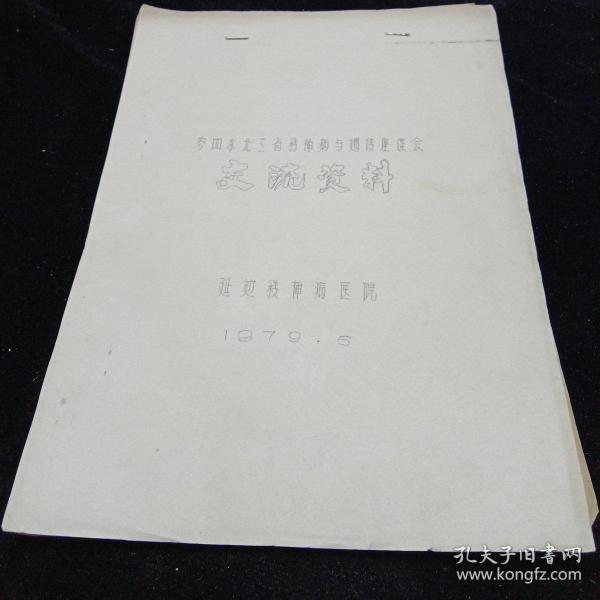 参加东北三省精神病与遗传座谈会
交流资料
延边精神病医院
1979.6
孔夫子旧书网
www.kongfz.com